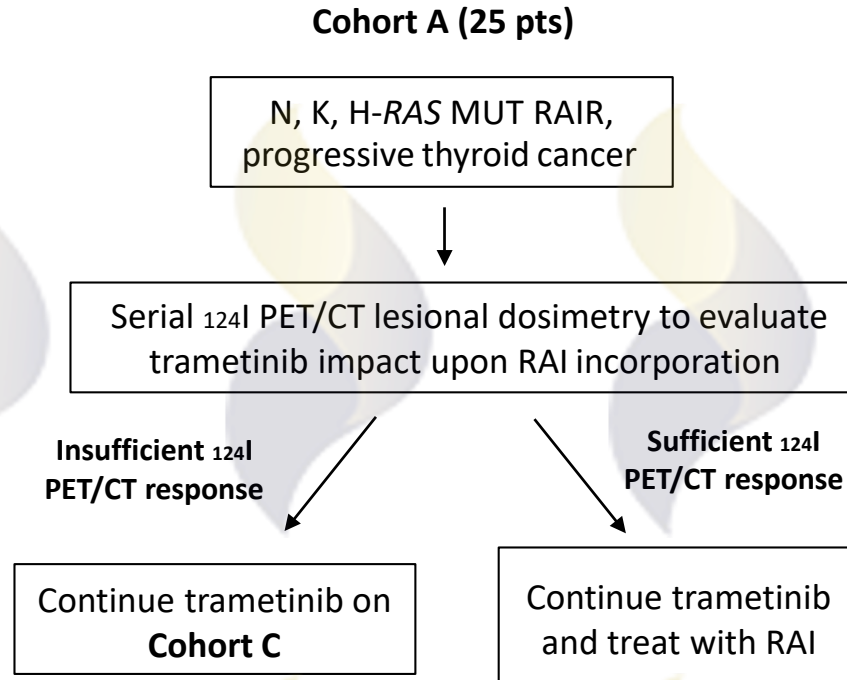 Cohort A (25 pts)
N, K, H-RAS MUT RAIR,
progressive thyroid cancer
Serial 124I PET/CT lesional dosimetry to evaluate
trametinib impact upon RAI incorporation
Insufficient 124I
PET/CT response
Sufficient 124I
PET/CT response
Continue trametinib on
Cohort C
Continue trametinib
and treat with RAI